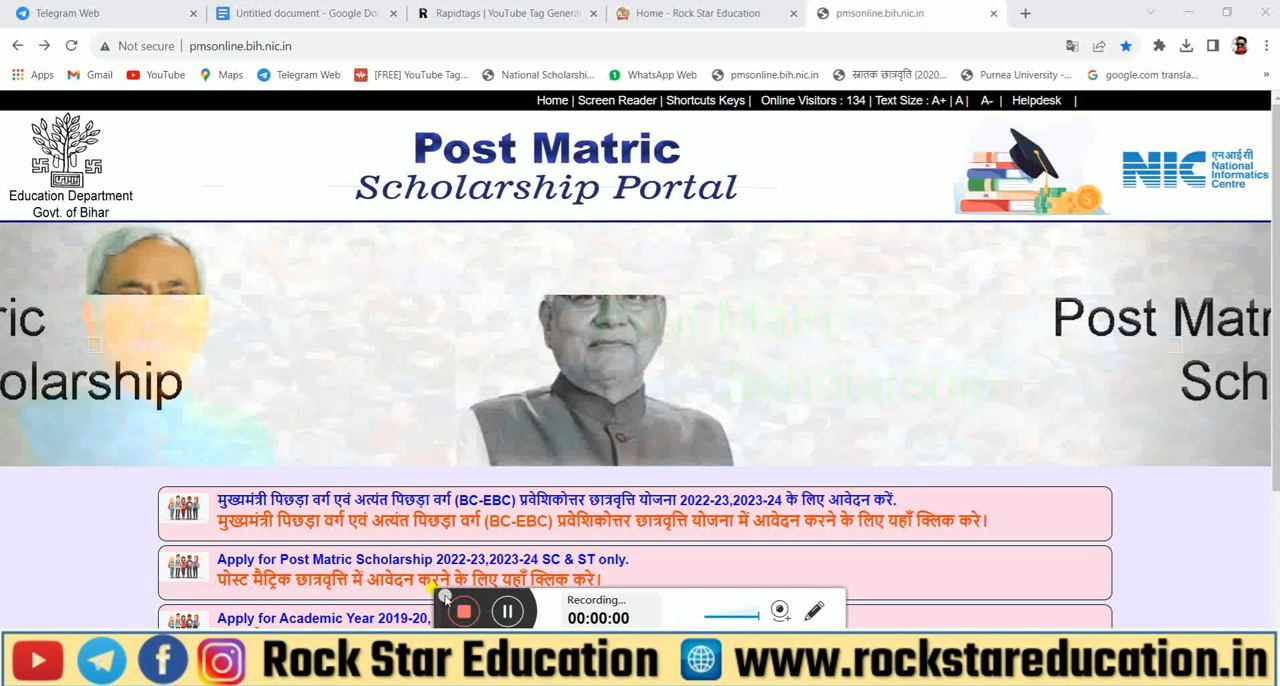 Telegram Web
Untitled document - Google Doc
Rapidtags | YouTube Tag Genera
Home - Rock Star Education
pmsonline.bih.nic.in
Not secure | pmsonline.bih.nic.in
Apps
Gmail
YouTube
Maps
Telegram Web
[FREE] YouTube Tag...
National Scholarshi...
WhatsApp Web
pmsonline.bih.nic.in
स्नातक छात्रवृति (2020...
Purnea University -...
google.com transla...
»
Home | Screen Reader | Shortcuts Keys | Online Visitors : 134 | Text Size : A+ | A | A- | Helpdesk |
Education Department
Govt. of Bihar
Post Matric
Scholarship Portal
NIC
एनआईसी
National
Informatics
Centre
ric
olarship
Post Matric
Scholarship
Post Matr
Sch
मुख्यमंत्री पिछड़ा वर्ग एवं अत्यंत पिछड़ा वर्ग (BC-EBC) प्रवेशिकोत्तर छात्रवृत्ति योजना 2022-23,2023-24 के लिए आवेदन करें.
मुख्यमंत्री पिछड़ा वर्ग एवं अत्यंत पिछड़ा वर्ग (BC-EBC) प्रवेशिकोत्तर छात्रवृत्ति योजना में आवेदन करने के लिए यहाँ क्लिक करे।
Apply for Post Matric Scholarship 2022-23,2023-24 SC & ST only.
पोस्ट मैट्रिक छात्रवृत्ति में आवेदन करने के लिए यहाँ क्लिक करे।
Apply for Academic Year 2019-20,
Recording...
00:00:00
Rock Star Education
www.rockstareducation.in